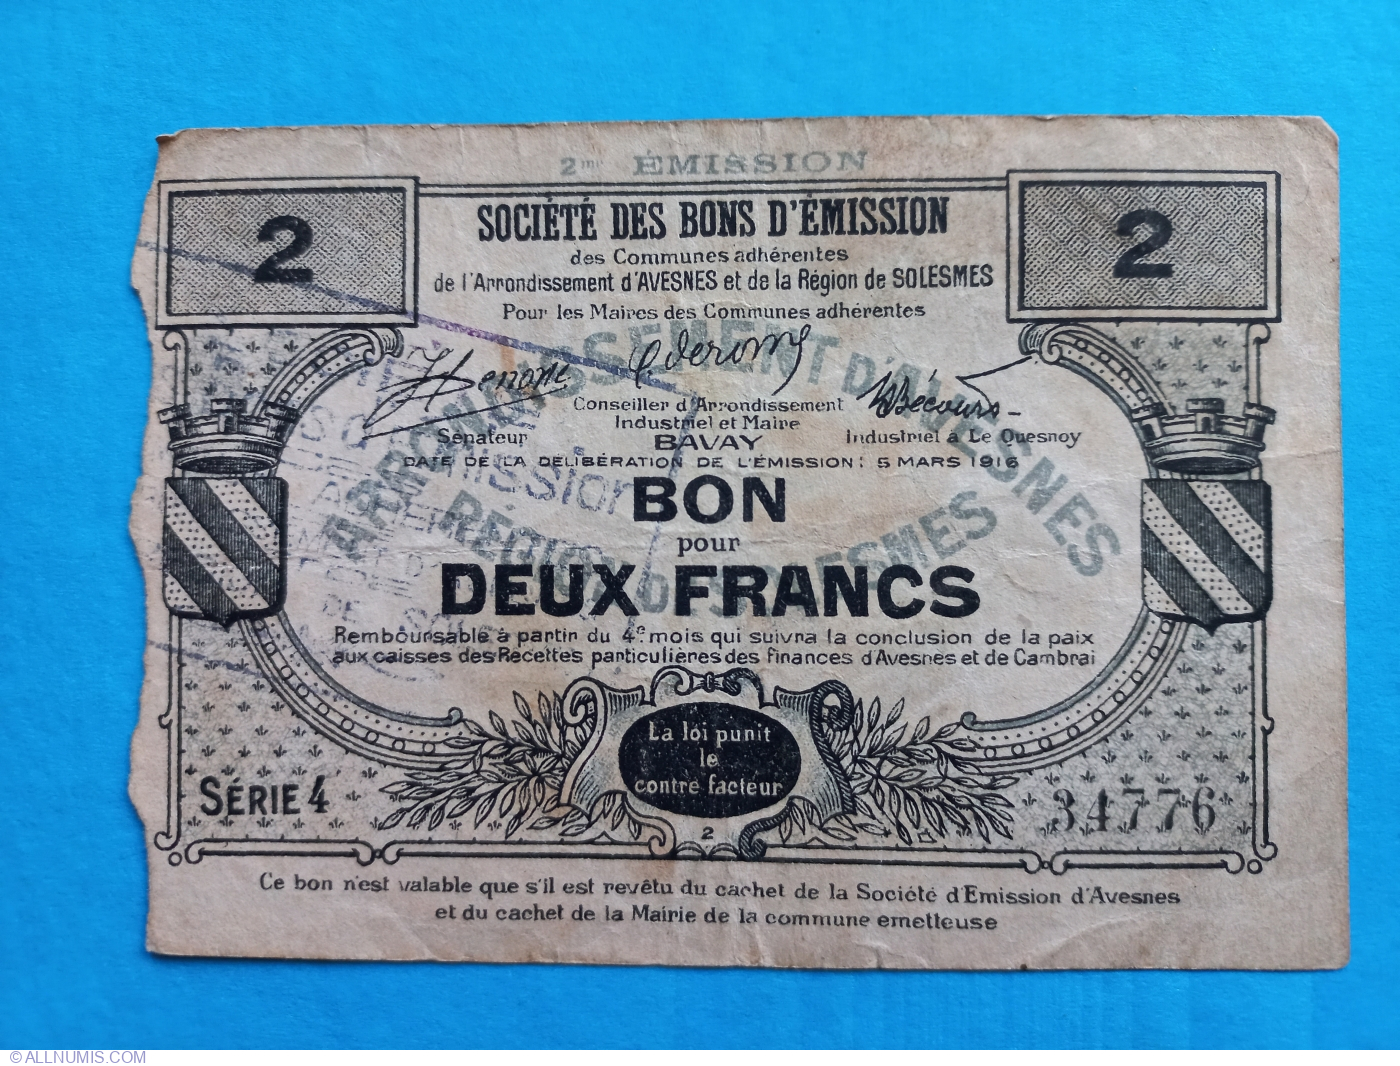 2me ÉMISSION
2
2
SOCIÉTÉ DES BONS D'ÉMISSION
des Communes adhérentes
de l'Arrondissement d'AVESNES et de la Région de SOLESMES
Pour les Maires des Communes adhérentes
ARRONDISSEMENT D'AVESNES
Conseiller d'Arrondissement
Industriel et Maire
Sénateur
BAVAY
Industriel à Le Quesnoy
DATE DE LA DÉLIBÉRATION DE L'ÉMISSION: 5 MARS 1916
BON
pour
DEUX FRANCS
RÉGION DE SOLESMES
Remboursable à partir du 4e mois qui suivra la conclusion de la paix
aux caisses des Recettes particulières des finances d'Avesnes et de Cambrai
La loi punit
le
contre facteur
SÉRIE 4
34776
2
Ce bon n'est valable que s'il est revêtu du cachet de la Société d'Emission d'Avesnes
et du cachet de la Mairie de la commune emetteuse
© ALLNUMIS.COM